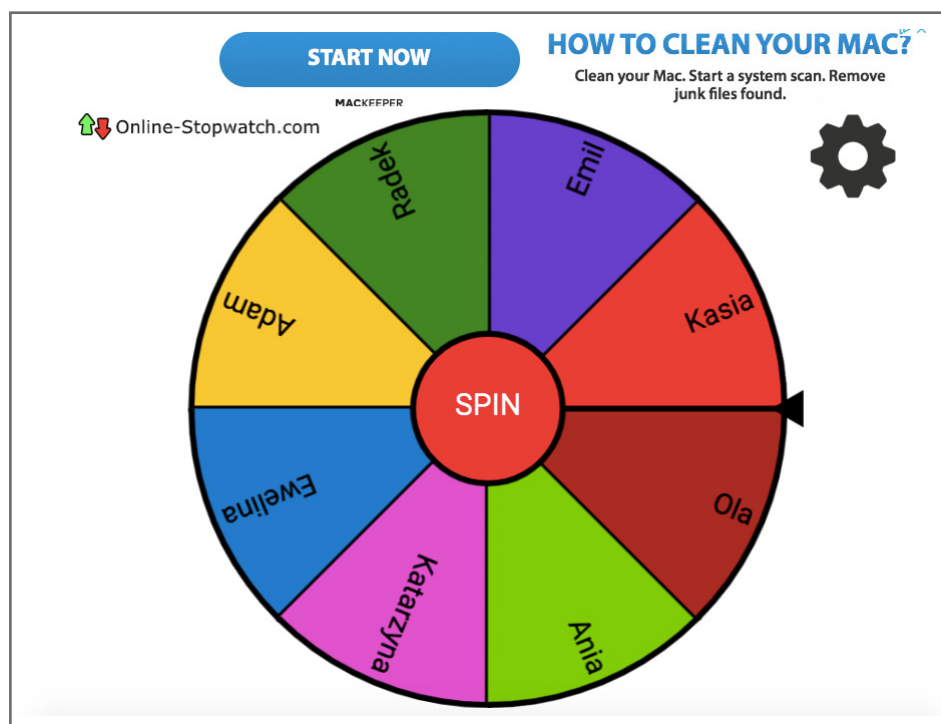 START NOW
HOW TO CLEAN YOUR MAC?
Clean your Mac. Start a system scan. Remove
junk files found.
MACKEEPER
Online-Stopwatch.com
Radek
Emil
Adam
Kasia
SPIN
Ewelina
Ola
Katarzyna
Ania